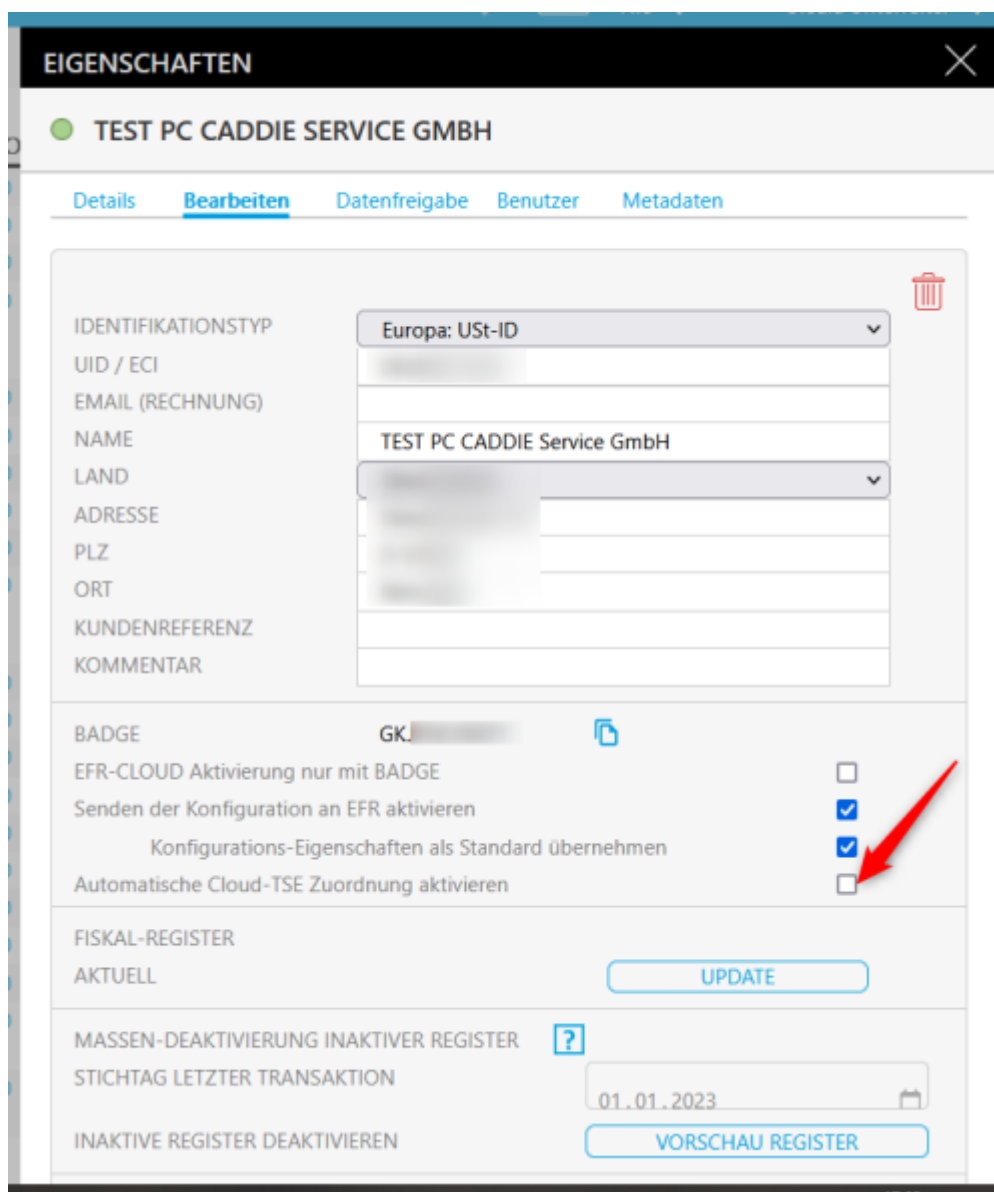 EIGENSCHAFTEN
TEST PC CADDIE SERVICE GMBH
Details Bearbeiten Datenfreigabe Benutzer Metadaten
IDENTIFIKATIONSTYP Europa: USt-ID
UID / ECI
EMAIL (RECHNUNG)
NAME TEST PC CADDIE Service GmbH
LAND
ADRESSE
PLZ
ORT
KUNDENREFERENZ
KOMMENTAR
BADGE GK.
EFR-CLOUD Aktivierung nur mit BADGE
Senden der Konfiguration an EFR aktivieren
Konfigurations-Eigenschaften als Standard übernehmen
Automatische Cloud-TSE Zuordnung aktivieren
FISKAL-REGISTER
AKTUELL UPDATE
MASSEN-DEAKTIVIERUNG INAKTIVER REGISTER ?
STICHTAG LETZTER TRANSAKTION
01.01.2023
INAKTIVE REGISTER DEAKTIVIEREN VORSCHAU REGISTER